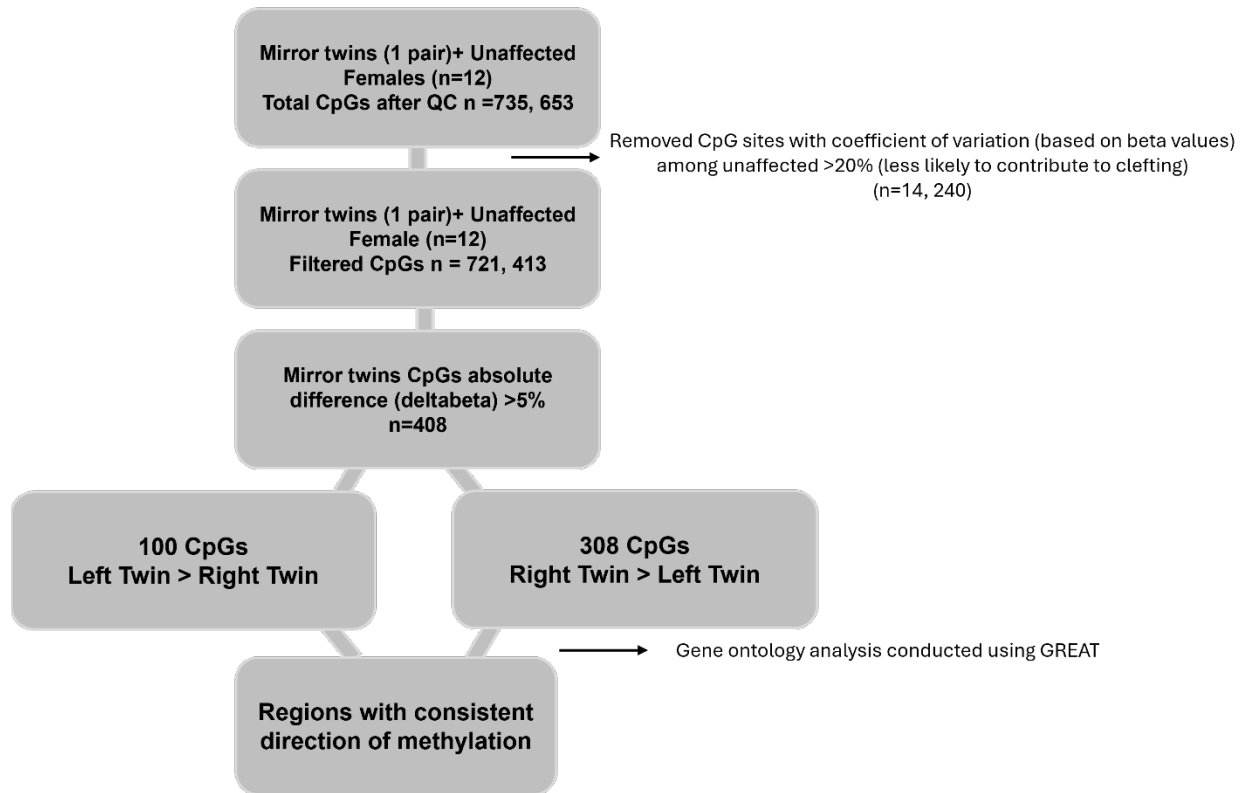 Mirror twins (1 pair)+ Unaffected
Females (n=12)
Total CpGs after QC n =735, 653
Removed CpG sites with coefficient of variation (based on beta values)
among unaffected >20% (less likely to contribute to clefting)
(n=14, 240)
Mirror twins (1 pair)+ Unaffected
Female (n=12)
Filtered CpGs n = 721, 413
Mirror twins CpGs absolute
difference (deltabeta) >5%
n=408
100 CpGs
Left Twin > Right Twin
308 CpGs
Right Twin > Left Twin
Gene ontology analysis conducted using GREAT
Regions with consistent
direction of methylation